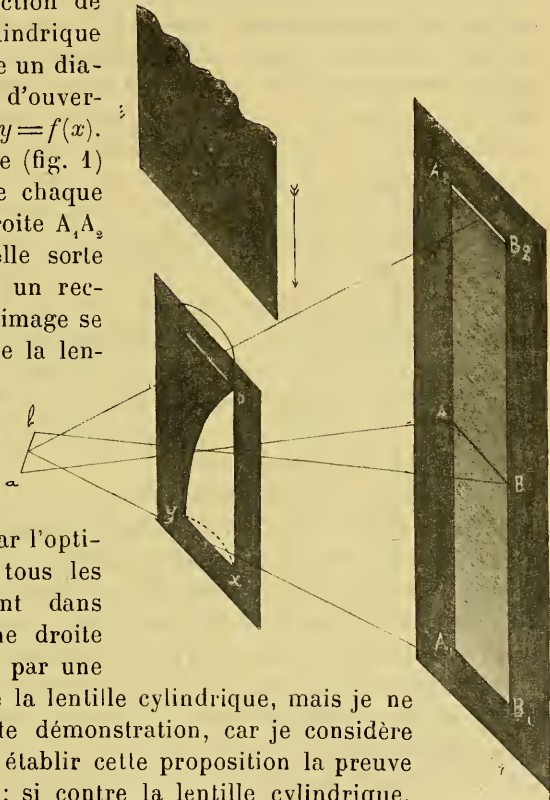 ction de
lindrique
e un dia-
d'ouver-
y = f(x).
e (fig. 1)
e chaque
roite A₁A₂
elle sorte
un rec-
image se
e la len-
A₂
B2
b
a
A
B
y
x
A₁
B₁
ar l'opti-
tous les
nt dans
ne droite
par une
e la lentille cylindrique, mais je ne
te démonstration, car je considère
établir cette proposition la preuve
: si contre la lentille cylindrique,